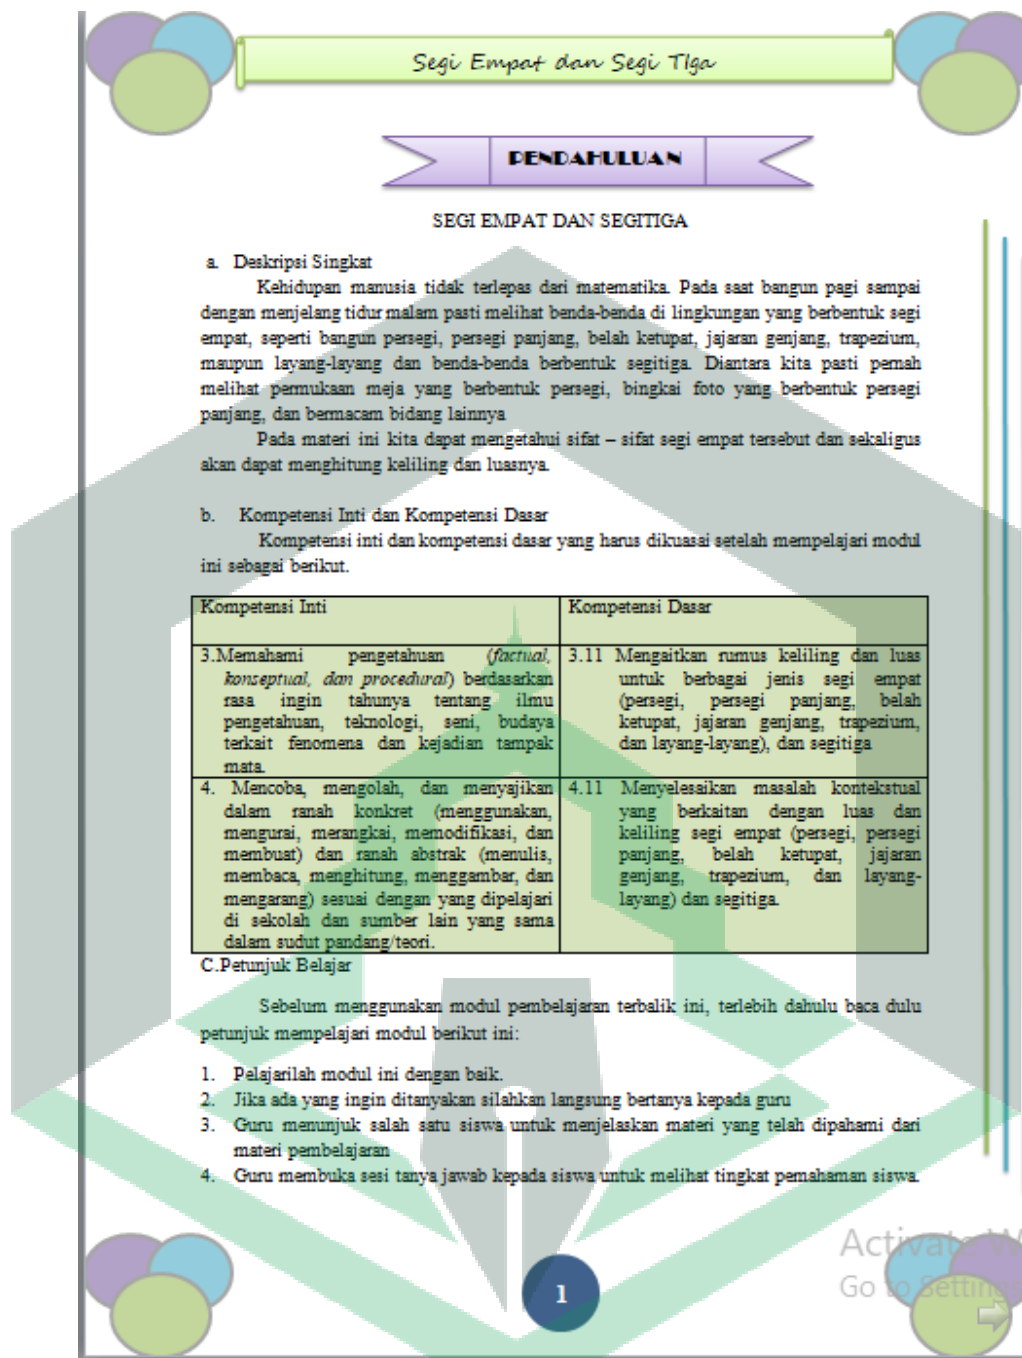 Segi Empat dan Segi TIga
PENDAHULUAN
SEGI EMPAT DAN SEGITIGA
a. Deskripsi Singkat
Kehidupan manusia tidak terlepas dari matematika. Pada saat bangun pagi sampai
dengan menjelang tidur malam pasti melihat benda-benda di lingkungan yang berbentuk segi
empat, seperti bangun persegi, persegi panjang, belah ketupat, jajaran genjang, trapezium,
maupun layang-layang dan benda-benda berbentuk segitiga. Diantara kita pasti pernah
melihat permukaan meja yang berbentuk persegi, bingkai foto yang berbentuk persegi
panjang, dan bermacam bidang lainnya
Pada materi ini kita dapat mengetahui sifat – sifat segi empat tersebut dan sekaligus
akan dapat menghitung keliling dan luasnya.
b. Kompetensi Inti dan Kompetensi Dasar
Kompetensi inti dan kompetensi dasar yang harus dikuasai setelah mempelajari modul
ini sebagai berikut.
Kompetensi Inti
Kompetensi Dasar
3.Memahami pengetahuan (factual,
konseptual, dan procedural) berdasarkan
rasa ingin tahunya tentang ilmu
pengetahuan, teknologi, seni, budaya
terkait fenomena dan kejadian tampak
mata.
3.11 Mengaitkan rumus keliling dan luas
untuk berbagai jenis segi empat
(persegi, persegi panjang, belah
ketupat, jajaran genjang, trapezium,
dan layang-layang), dan segitiga
4. Mencoba, mengolah, dan menyajikan
dalam ranah konkret (menggunakan,
mengurai, merangkai, memodifikasi, dan
membuat) dan ranah abstrak (menulis,
membaca, menghitung, menggambar, dan
mengarang) sesuai dengan yang dipelajari
di sekolah dan sumber lain yang sama
dalam sudut pandang/teori.
4.11 Menyelesaikan masalah kontekstual
yang berkaitan dengan luas dan
keliling segi empat (persegi, persegi
panjang, belah ketupat, jajaran
genjang, trapezium, dan layang-
layang) dan segitiga.
C.Petunjuk Belajar
Sebelum menggunakan modul pembelajaran terbalik ini, terlebih dahulu baca dulu
petunjuk mempelajari modul berikut ini:
1. Pelajarilah modul ini dengan baik.
2. Jika ada yang ingin ditanyakan silahkan langsung bertanya kepada guru
3. Guru menunjuk salah satu siswa untuk menjelaskan materi yang telah dipahami dari
materi pembelajaran
4. Guru membuka sesi tanya jawab kepada siswa untuk melihat tingkat pemahaman siswa.
Activate W
Go to Setting
1